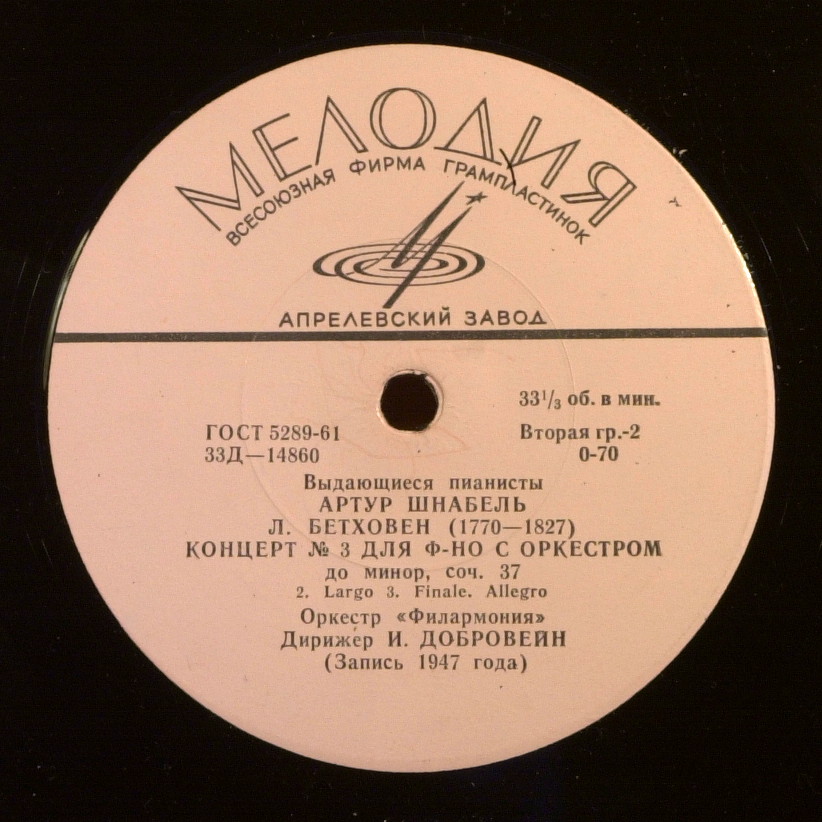 МЕЛОДИЯ
ВСЕСОЮЗНАЯ ФИРМА ГРАМПЛАСТИНОК
АПРЕЛЕВСКИЙ ЗАВОД
33⅓ об. в мин.
ГОСТ 5289-61
Вторая гр.-2
33Д—14860
0-70
Выдающиеся пианисты
АРТУР ШНАБЕЛЬ
Л. БЕТХОВЕН (1770—1827)
КОНЦЕРТ № 3 ДЛЯ Ф-НО С ОРКЕСТРОМ
до минор, соч. 37
2. Largo 3. Finale. Allegro
Оркестр «Филармония»
Дирижер И. ДОБРОВЕЙН
(Запись 1947 года)